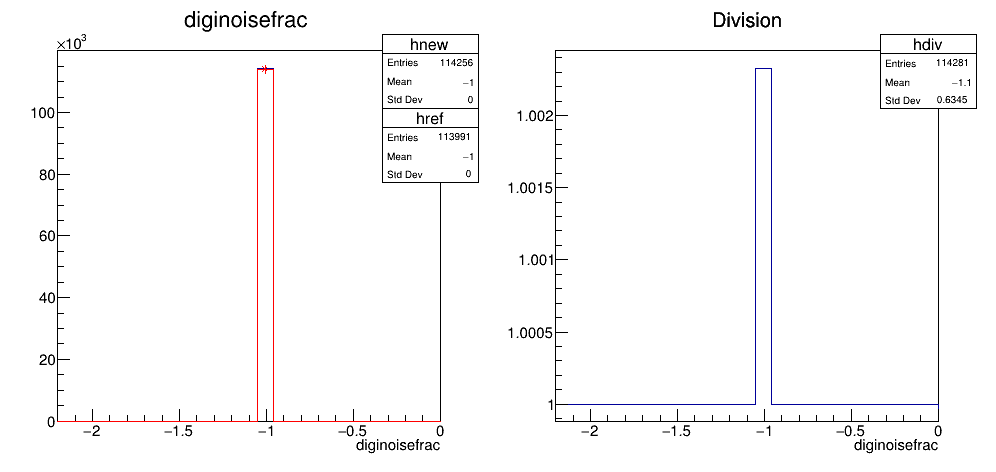 diginoisefrac
×10³
hnew
Entries 114256
Mean −1
Std Dev 0
href
Entries 113991
Mean −1
Std Dev 0
100
80
60
40
20
0
−2 −1.5 −1 −0.5 0
diginoisefrac
Division
hdiv
Entries 114281
Mean −1.1
Std Dev 0.6345
1.002
1.0015
1.001
1.0005
1
−2 −1.5 −1 −0.5 0
diginoisefrac